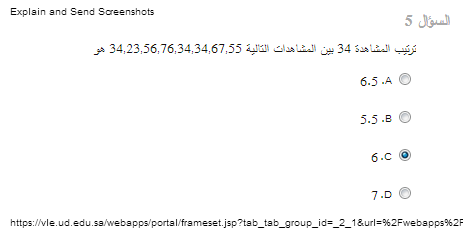 Explain and Send Screenshots
السؤال 5
ترتيب المشاهدة 34 بين المشاهدات التالية 34,23,56,76,34,34,67,55 هو
6.5 .A
5.5 .B
6 .C
7 .D
https://vle.ud.edu.sa/webapps/portal/frameset.jsp?tab_tab_group_id=_2_1&url=%2Fwebapps%2F